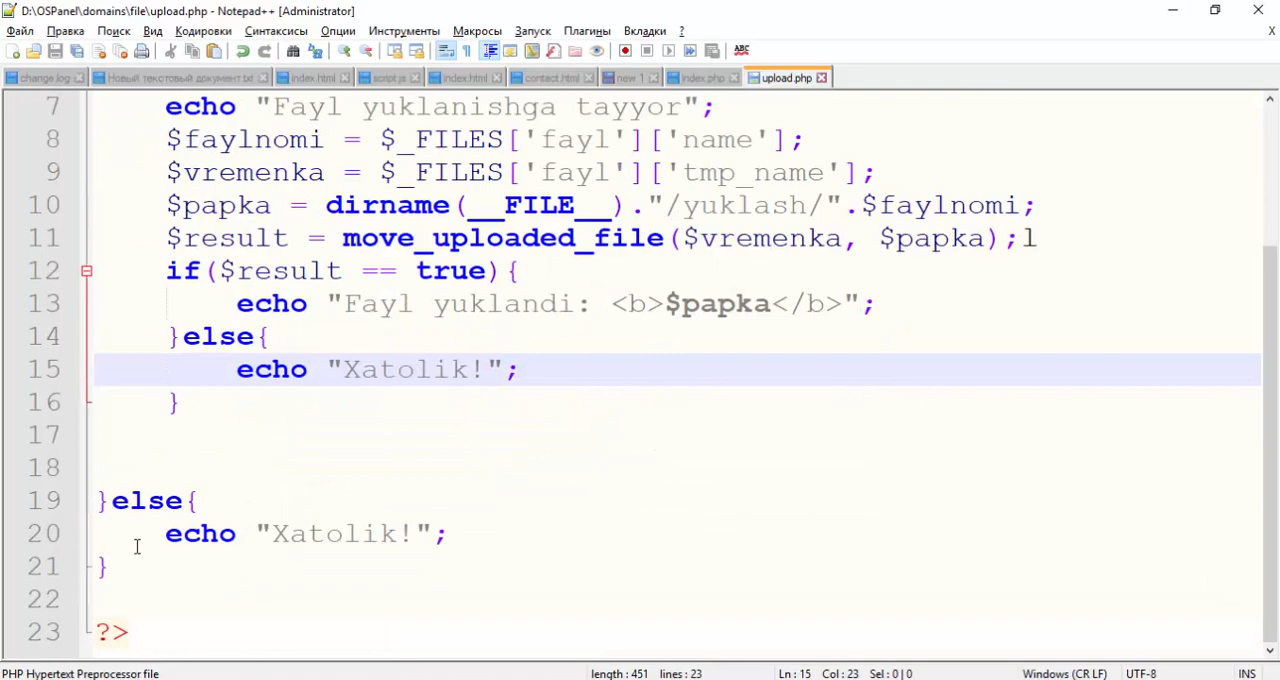 D:\OSPanel\domains\file\upload.php - Notepad++ [Administrator]
Файл Правка Поиск Вид Кодировки Синтаксисы Опции Инструменты Макросы Запуск Плагины Вкладки ? X
change.log Новый текстовый документ.txt index.html script.js index.html contact.html new 1 index.php upload.php
7 echo "Fayl yuklanishga tayyor";
8 $faylnomi = $_FILES['fayl']['name'];
9 $vremenka = $_FILES['fayl']['tmp_name'];
10 $papka = dirname(__FILE__)."/yuklash/".$faylnomi;
11 $result = move_uploaded_file($vremenka, $papka);l
12 if($result == true){
13 echo "Fayl yuklandi: <b>$papka</b>";
14 }else{
15 echo "Xatolik!";
16 }
17
18
19 }else{
20 echo "Xatolik!";
21 }
22
23 ?>
PHP Hypertext Preprocessor file length : 451 lines : 23 Ln : 15 Col : 23 Sel : 0 | 0 Windows (CR LF) UTF-8 INS